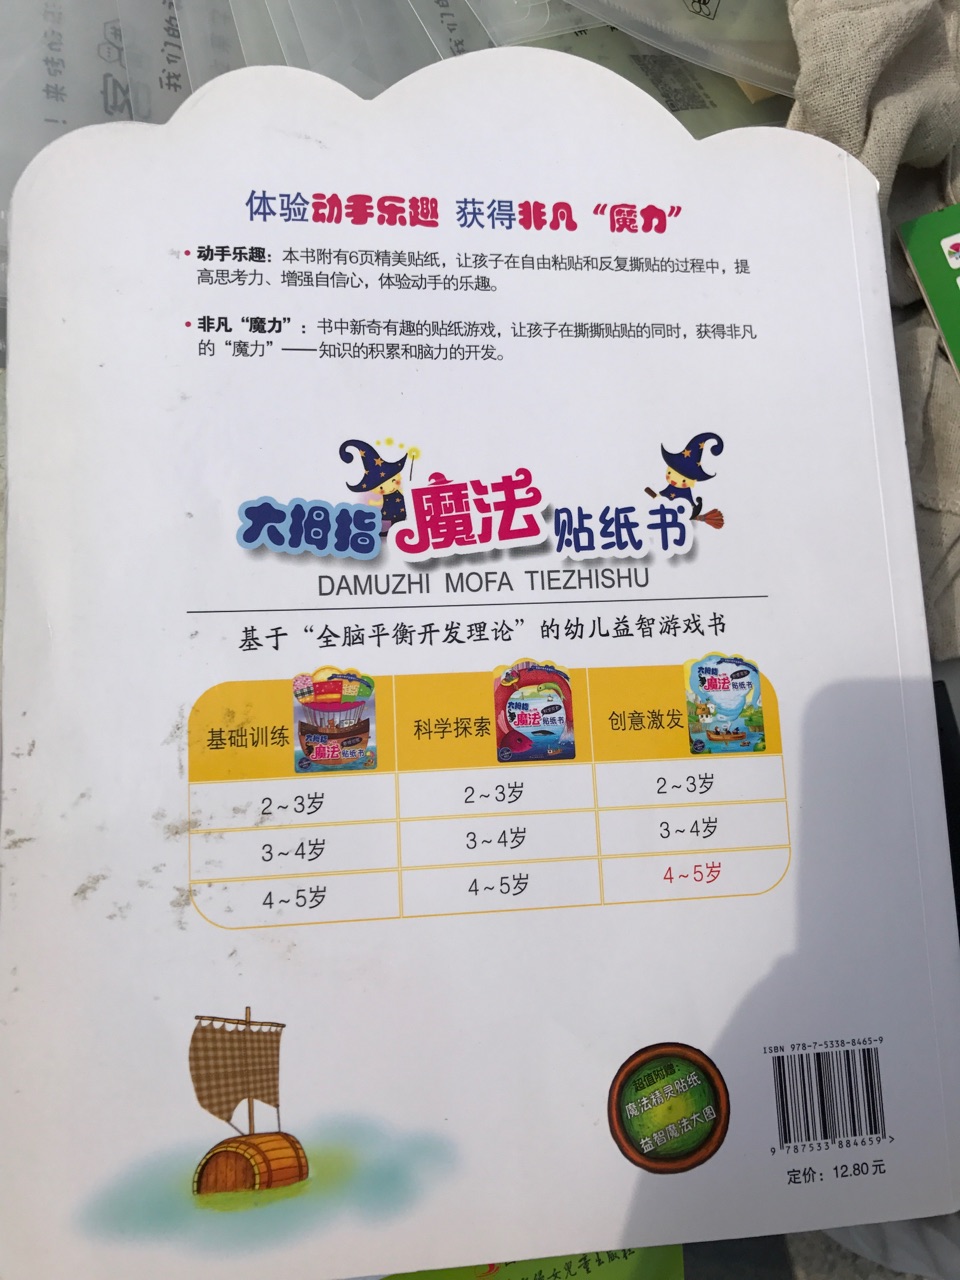 体验动手乐趣 获得非凡“魔力”
• 动手乐趣：本书附有6页精美贴纸，让孩子在自由粘贴和反复撕贴的过程中，提
高思考力、增强自信心，体验动手的乐趣。
• 非凡“魔力”：书中新奇有趣的贴纸游戏，让孩子在撕撕贴贴的同时，获得非凡
的“魔力”——知识的积累和脑力的开发。
大拇指魔法贴纸书
DAMUZHI MOFA TIEZHISHU
基于“全脑平衡开发理论”的幼儿益智游戏书
基础训练 科学探索 创意激发
2~3岁 2~3岁 2~3岁
3~4岁 3~4岁 3~4岁
4~5岁 4~5岁 4~5岁
超值附赠：
魔法精灵贴纸
益智魔法大图
ISBN 978-7-5338-8465-9
9 787533 884659 >
定价：12.80元